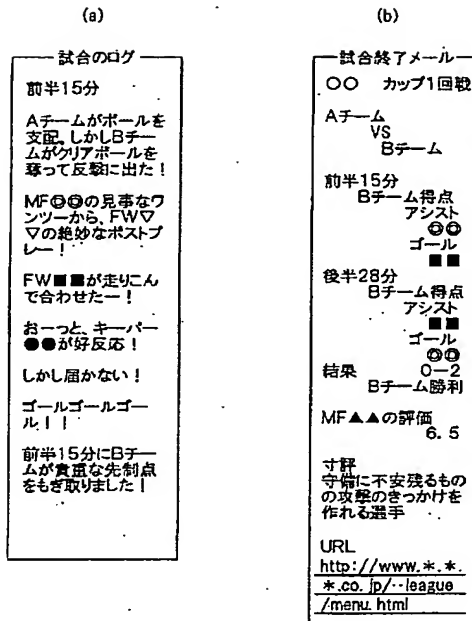 (a)
試合のログ
前半15分
Aチームがボールを
支配。しかしBチー
ムがクリアボールを
奪って反撃に出た！
MF◎◎の見事なワ
ンツーから、FW▽
▽の絶妙なポストプ
レー！
FW■■が走りこん
で合わせたー！
おーっと、キーパー
●●が好反応！
しかし届かない！
ゴールゴールゴー
ル！！
前半15分にBチー
ムが貴重な先制点
をもぎ取りました！
(b)
試合終了メール
○○ カップ1回戦
Aチーム
VS
Bチーム
前半15分
Bチーム得点
アシスト
◎◎
ゴール
■■
後半28分
Bチーム得点
アシスト
■■
ゴール
◎◎
結果 0−2
Bチーム勝利
MF▲▲の評価
6.5
寸評
守備に不安残るもの
の攻撃のきっかけを
作れる選手
URL
http://www.*.*.
*.co.jp/--league
/menu.html